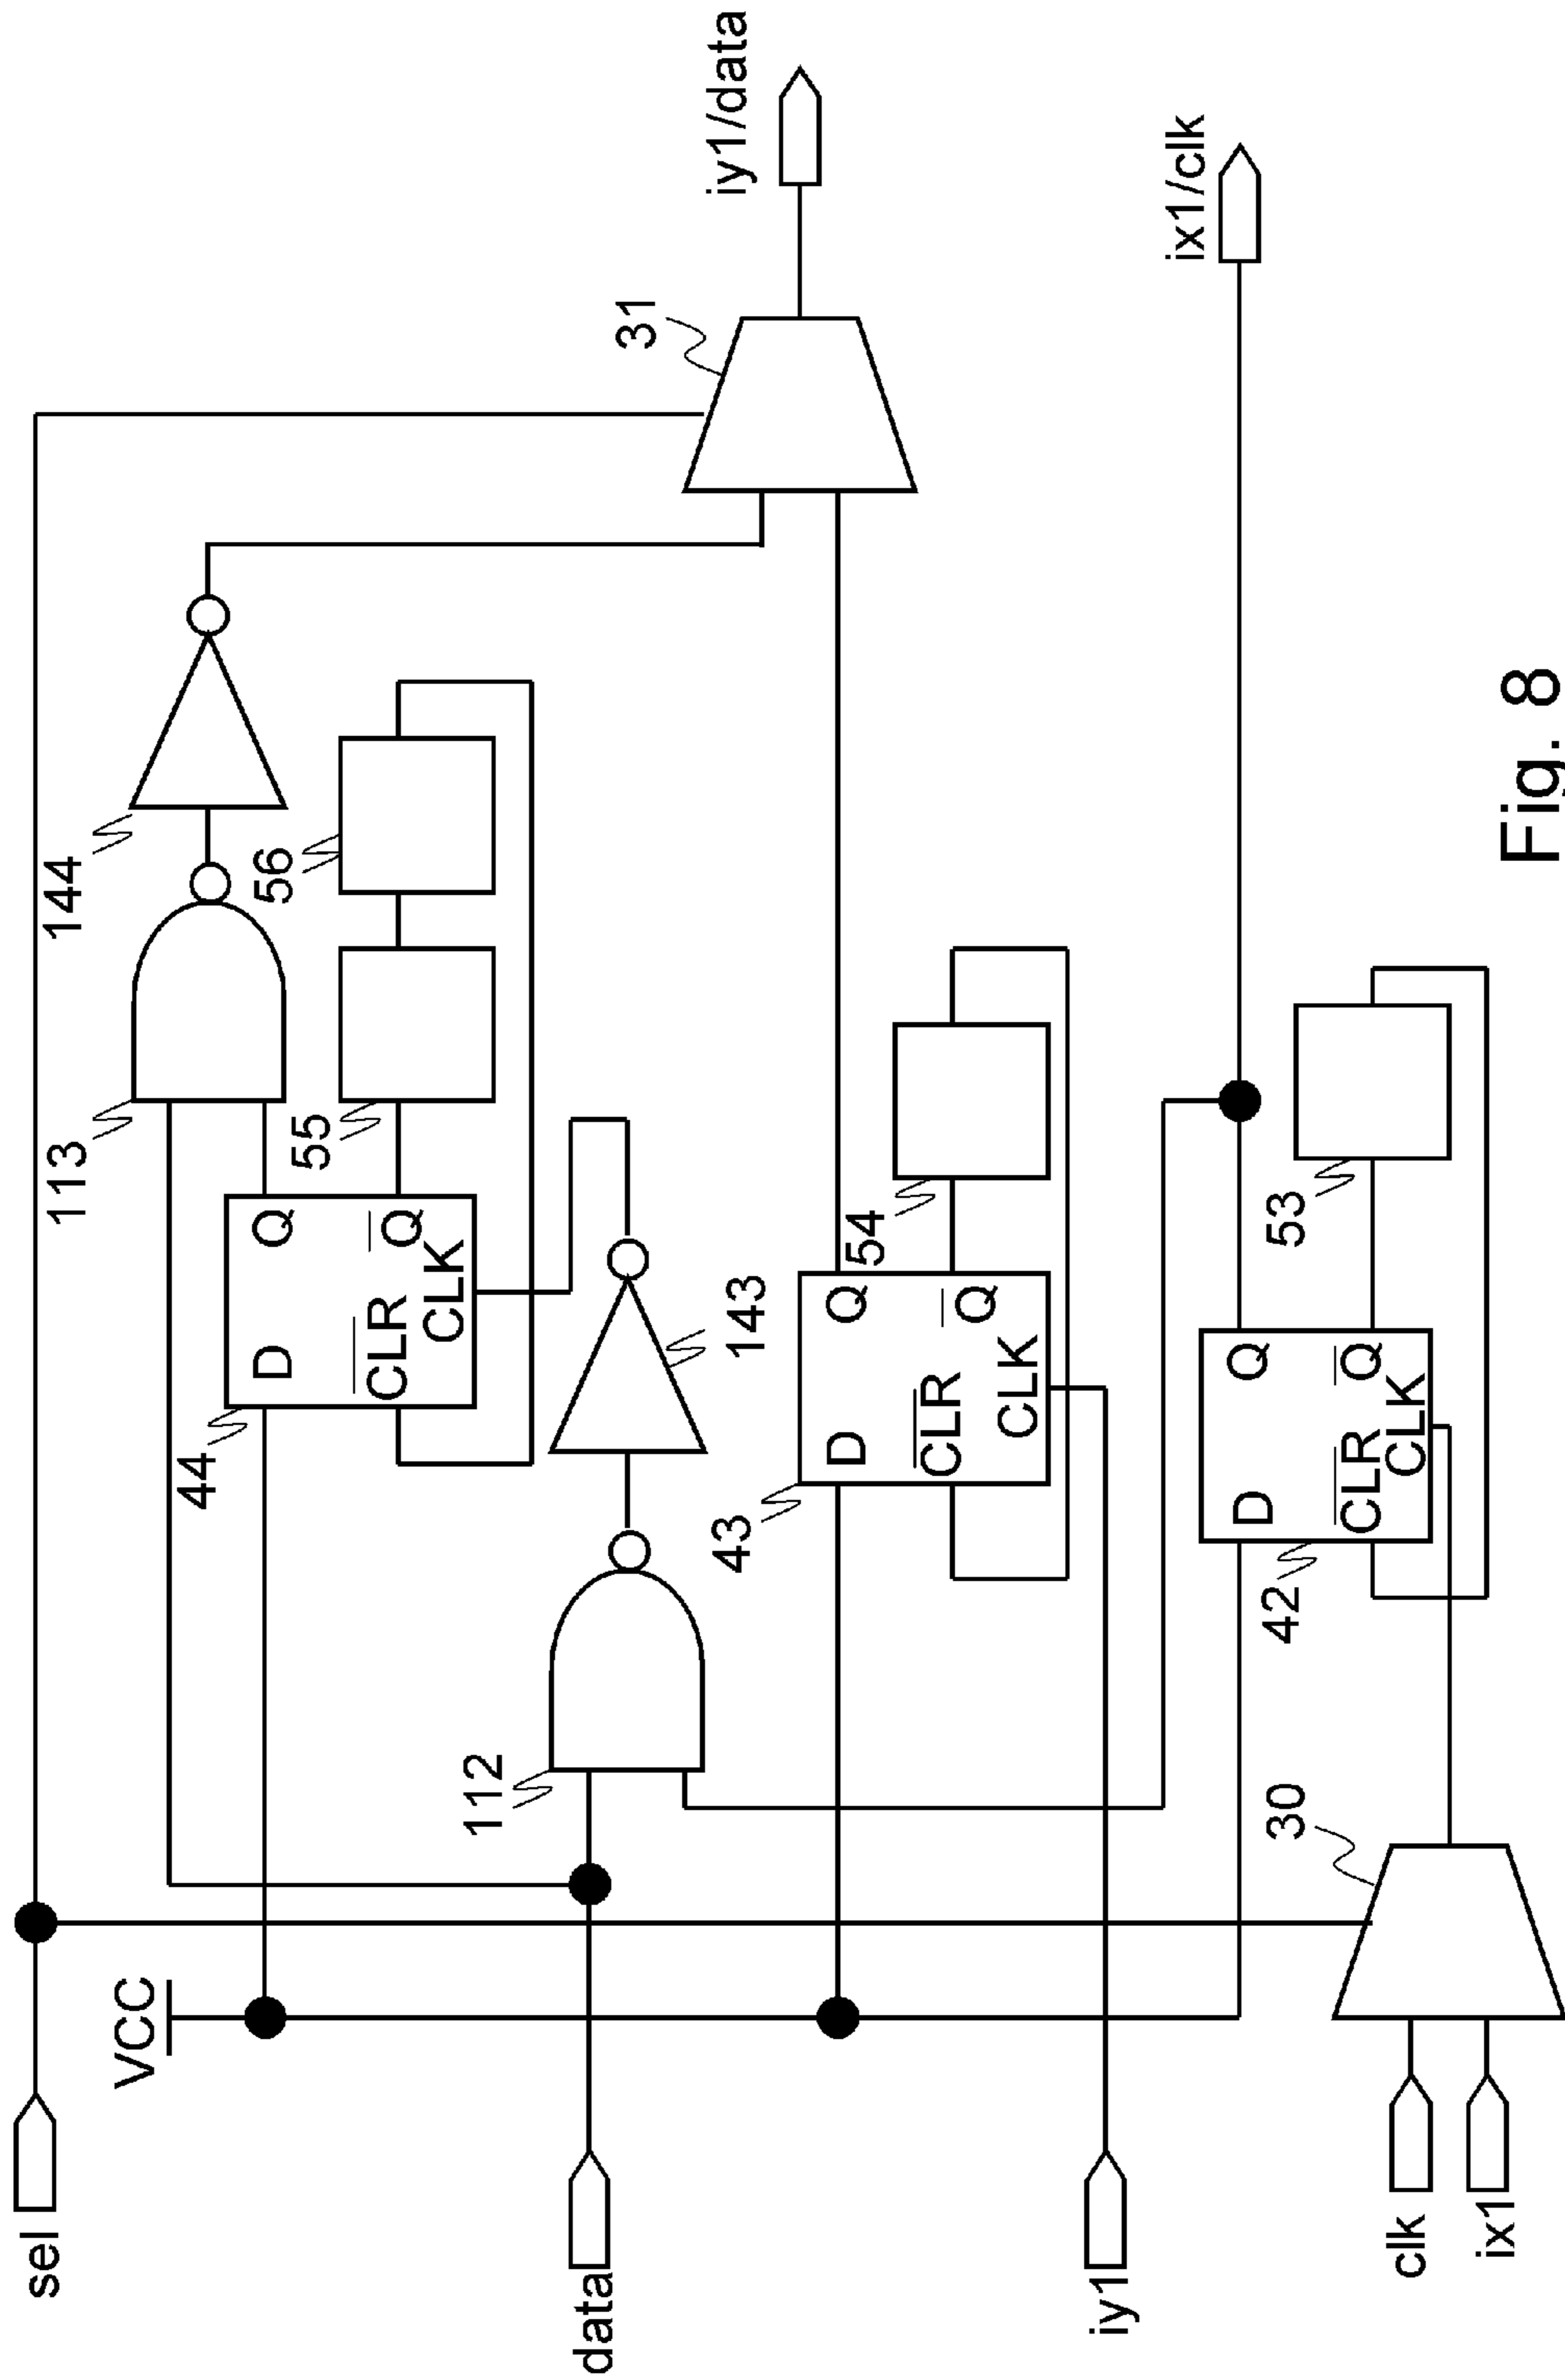 sel
VCC
data
iy1
clk
ix1
30
112
44
D
Q
CLR
Q
CLK
113
55
56
144
143
43
D
Q
CLR
Q
CLK
54
42
D
Q
CLR
Q
CLK
53
31
iy1/data
ix1/clk
Fig. 8